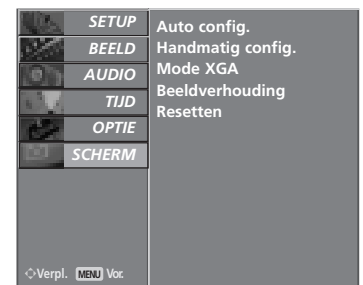 SETUP
BEELD
AUDIO
TIJD
OPTIE
SCHERM
Auto config.
Handmatig config.
Mode XGA
Beeldverhouding
Resetten
Verpl. MENU Vor.